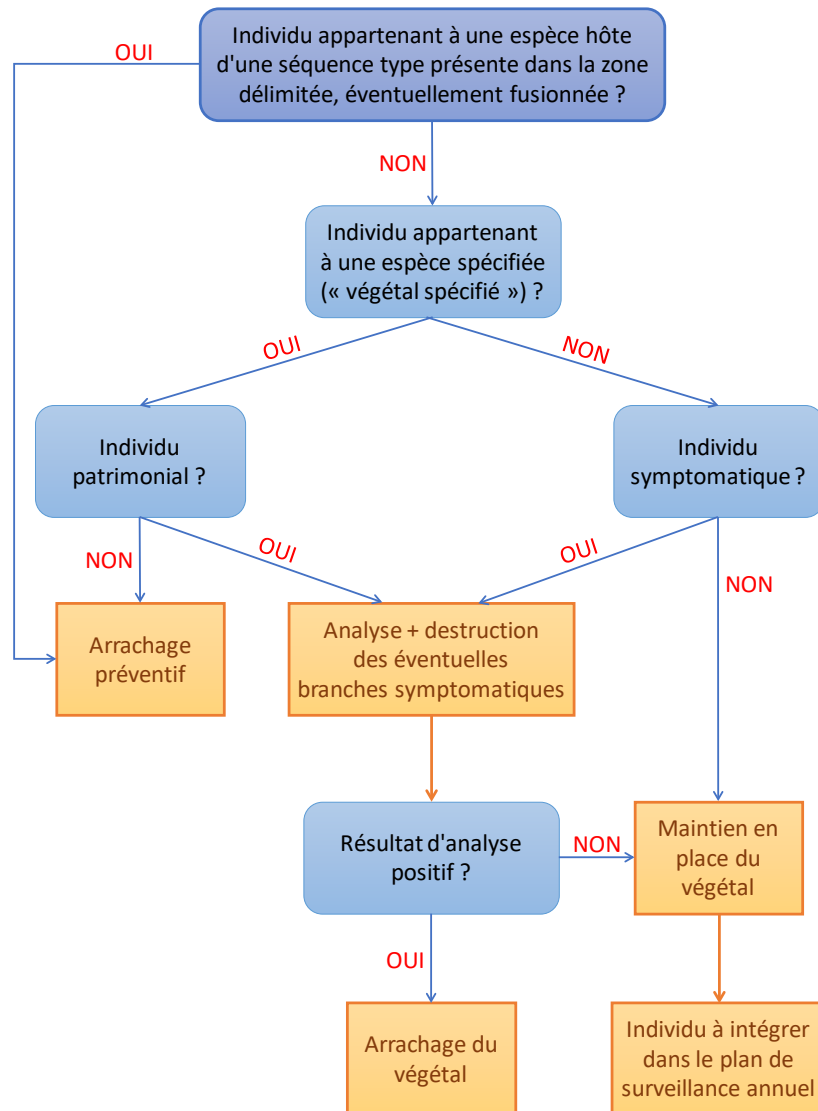 Individu appartenant à une espèce hôte
d'une séquence type présente dans la zone
délimitée, éventuellement fusionnée ?
OUI
NON
Individu appartenant
à une espèce spécifiée
(« végétal spécifié ») ?
OUI
NON
Individu
patrimonial ?
Individu
symptomatique ?
NON
OUI
OUI
NON
Arrachage
préventif
Analyse + destruction
des éventuelles
branches symptomatiques
Résultat d'analyse
positif ?
NON
Maintien en
place du
végétal
OUI
Arrachage du
végétal
Individu à intégrer
dans le plan de
surveillance annuel